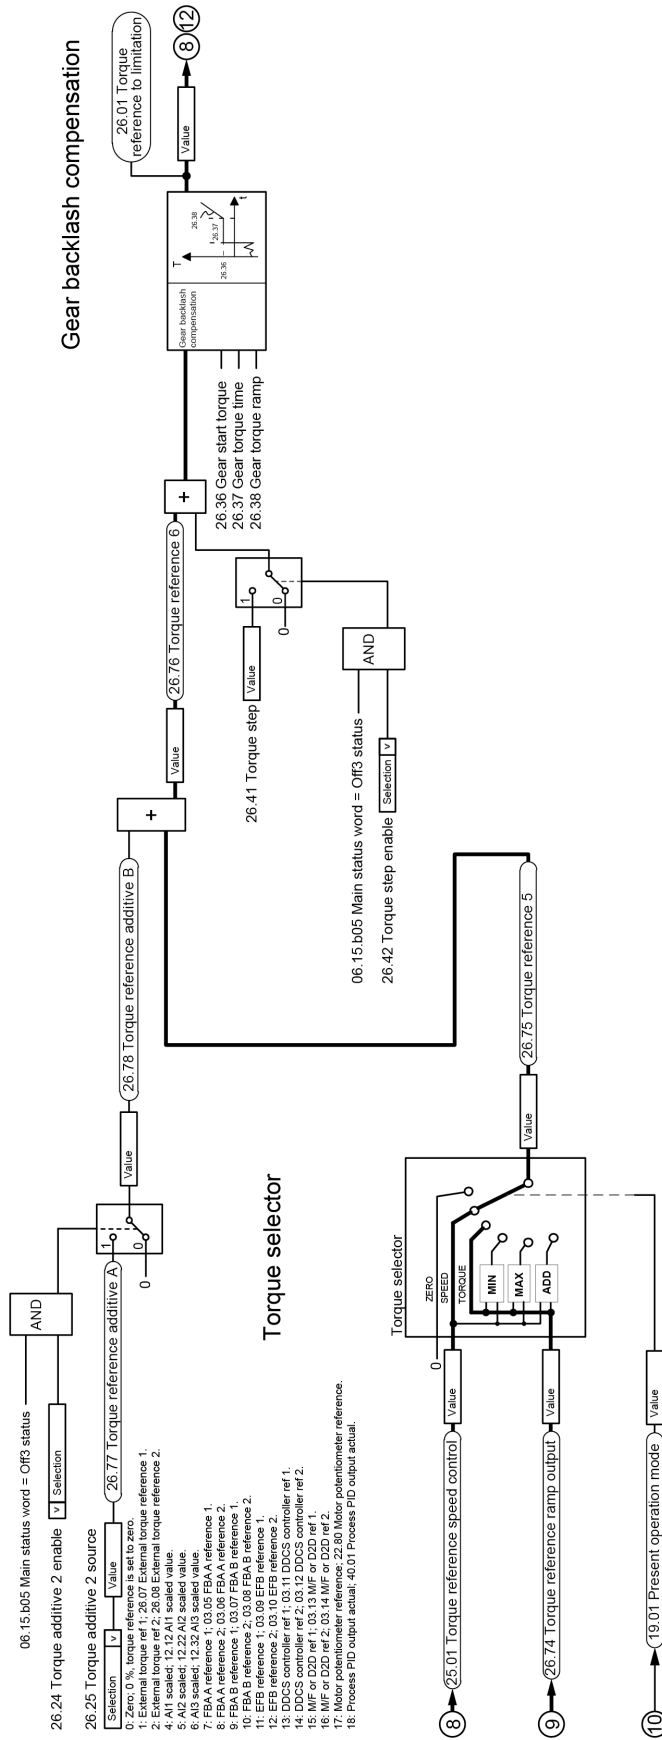 06.15.b05 Main status word = Off3 status
AND
26.24 Torque additive 2 enable
v
Selection
26.25 Torque additive 2 source
Selection
v
Value
26.77 Torque reference additive A
1
0
0
Value
26.78 Torque reference additive B
+
Value
26.76 Torque reference 6
+
0: Zero; 0 %, torque reference is set to zero.
1: External torque ref 1; 26.07 External torque reference 1.
2: External torque ref 2; 26.08 External torque reference 2.
4: AI1 scaled; 12.12 AI1 scaled value.
5: AI2 scaled; 12.22 AI2 scaled value.
6: AI3 scaled; 12.32 AI3 scaled value.
7: FBA A reference 1; 03.05 FBA A reference 1.
8: FBA A reference 2; 03.06 FBA A reference 2.
9: FBA B reference 1; 03.07 FBA B reference 1.
10: FBA B reference 2; 03.08 FBA B reference 2.
11: EFB reference 1; 03.09 EFB reference 1.
12: EFB reference 2; 03.10 EFB reference 2.
13: DDCS controller ref 1; 03.11 DDCS controller ref 1.
14: DDCS controller ref 2; 03.12 DDCS controller ref 2.
15: M/F or D2D ref 1; 03.13 M/F or D2D ref 1.
16: M/F or D2D ref 2; 03.14 M/F or D2D ref 2.
17: Motor potentiometer reference; 22.80 Motor potentiometer reference.
18: Process PID output actual; 40.01 Process PID output actual.
Gear backlash compensation
26.01 Torque
reference to limitation
Value
8
12
Gear backlash
compensation
T
t
26.36
26.37
26.38
26.36 Gear start torque
26.37 Gear torque time
26.38 Gear torque ramp
26.41 Torque step
Value
1
0
0
06.15.b05 Main status word = Off3 status
AND
26.42 Torque step enable
Selection
v
Torque selector
Torque selector
0
ZERO
SPEED
TORQUE
MIN
MAX
ADD
8
25.01 Torque reference speed control
Value
9
26.74 Torque reference ramp output
Value
10
19.01 Present operation mode
Value
Value
26.75 Torque reference 5